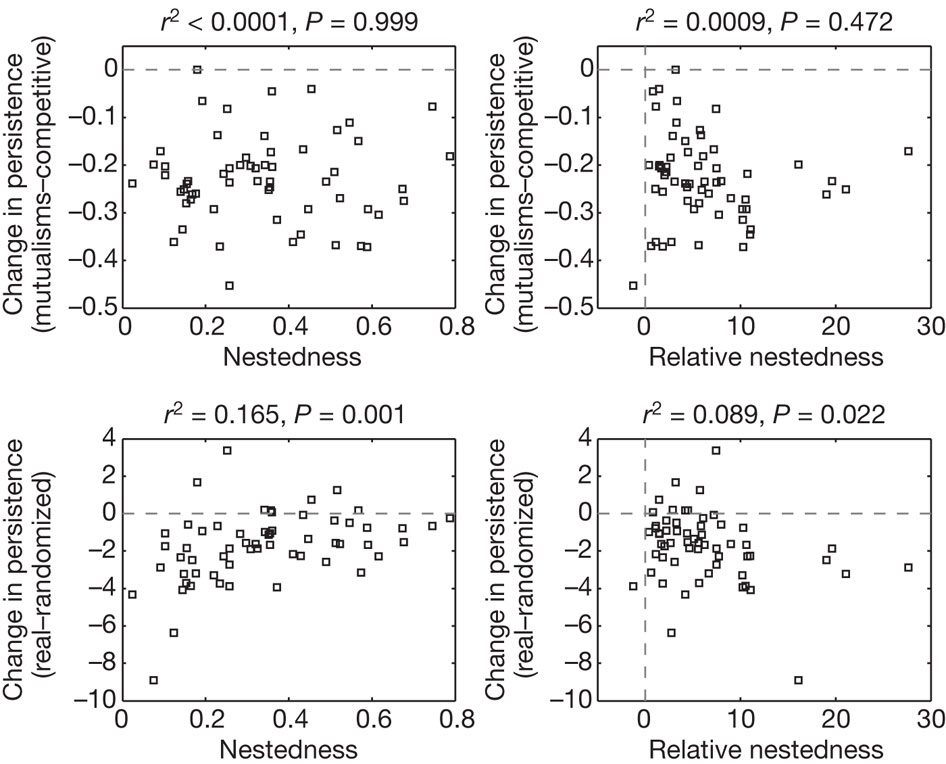 r² < 0.0001, P = 0.999
Change in persistence
(mutualisms–competitive)
0
–0.1
–0.2
–0.3
–0.4
–0.5
0 0.2 0.4 0.6 0.8
Nestedness
r² = 0.0009, P = 0.472
Change in persistence
(mutualisms–competitive)
0
–0.1
–0.2
–0.3
–0.4
–0.5
0 10 20 30
Relative nestedness
r² = 0.165, P = 0.001
Change in persistence
(real–randomized)
4
2
0
–2
–4
–6
–8
–10
0 0.2 0.4 0.6 0.8
Nestedness
r² = 0.089, P = 0.022
Change in persistence
(real–randomized)
4
2
0
–2
–4
–6
–8
–10
0 10 20 30
Relative nestedness